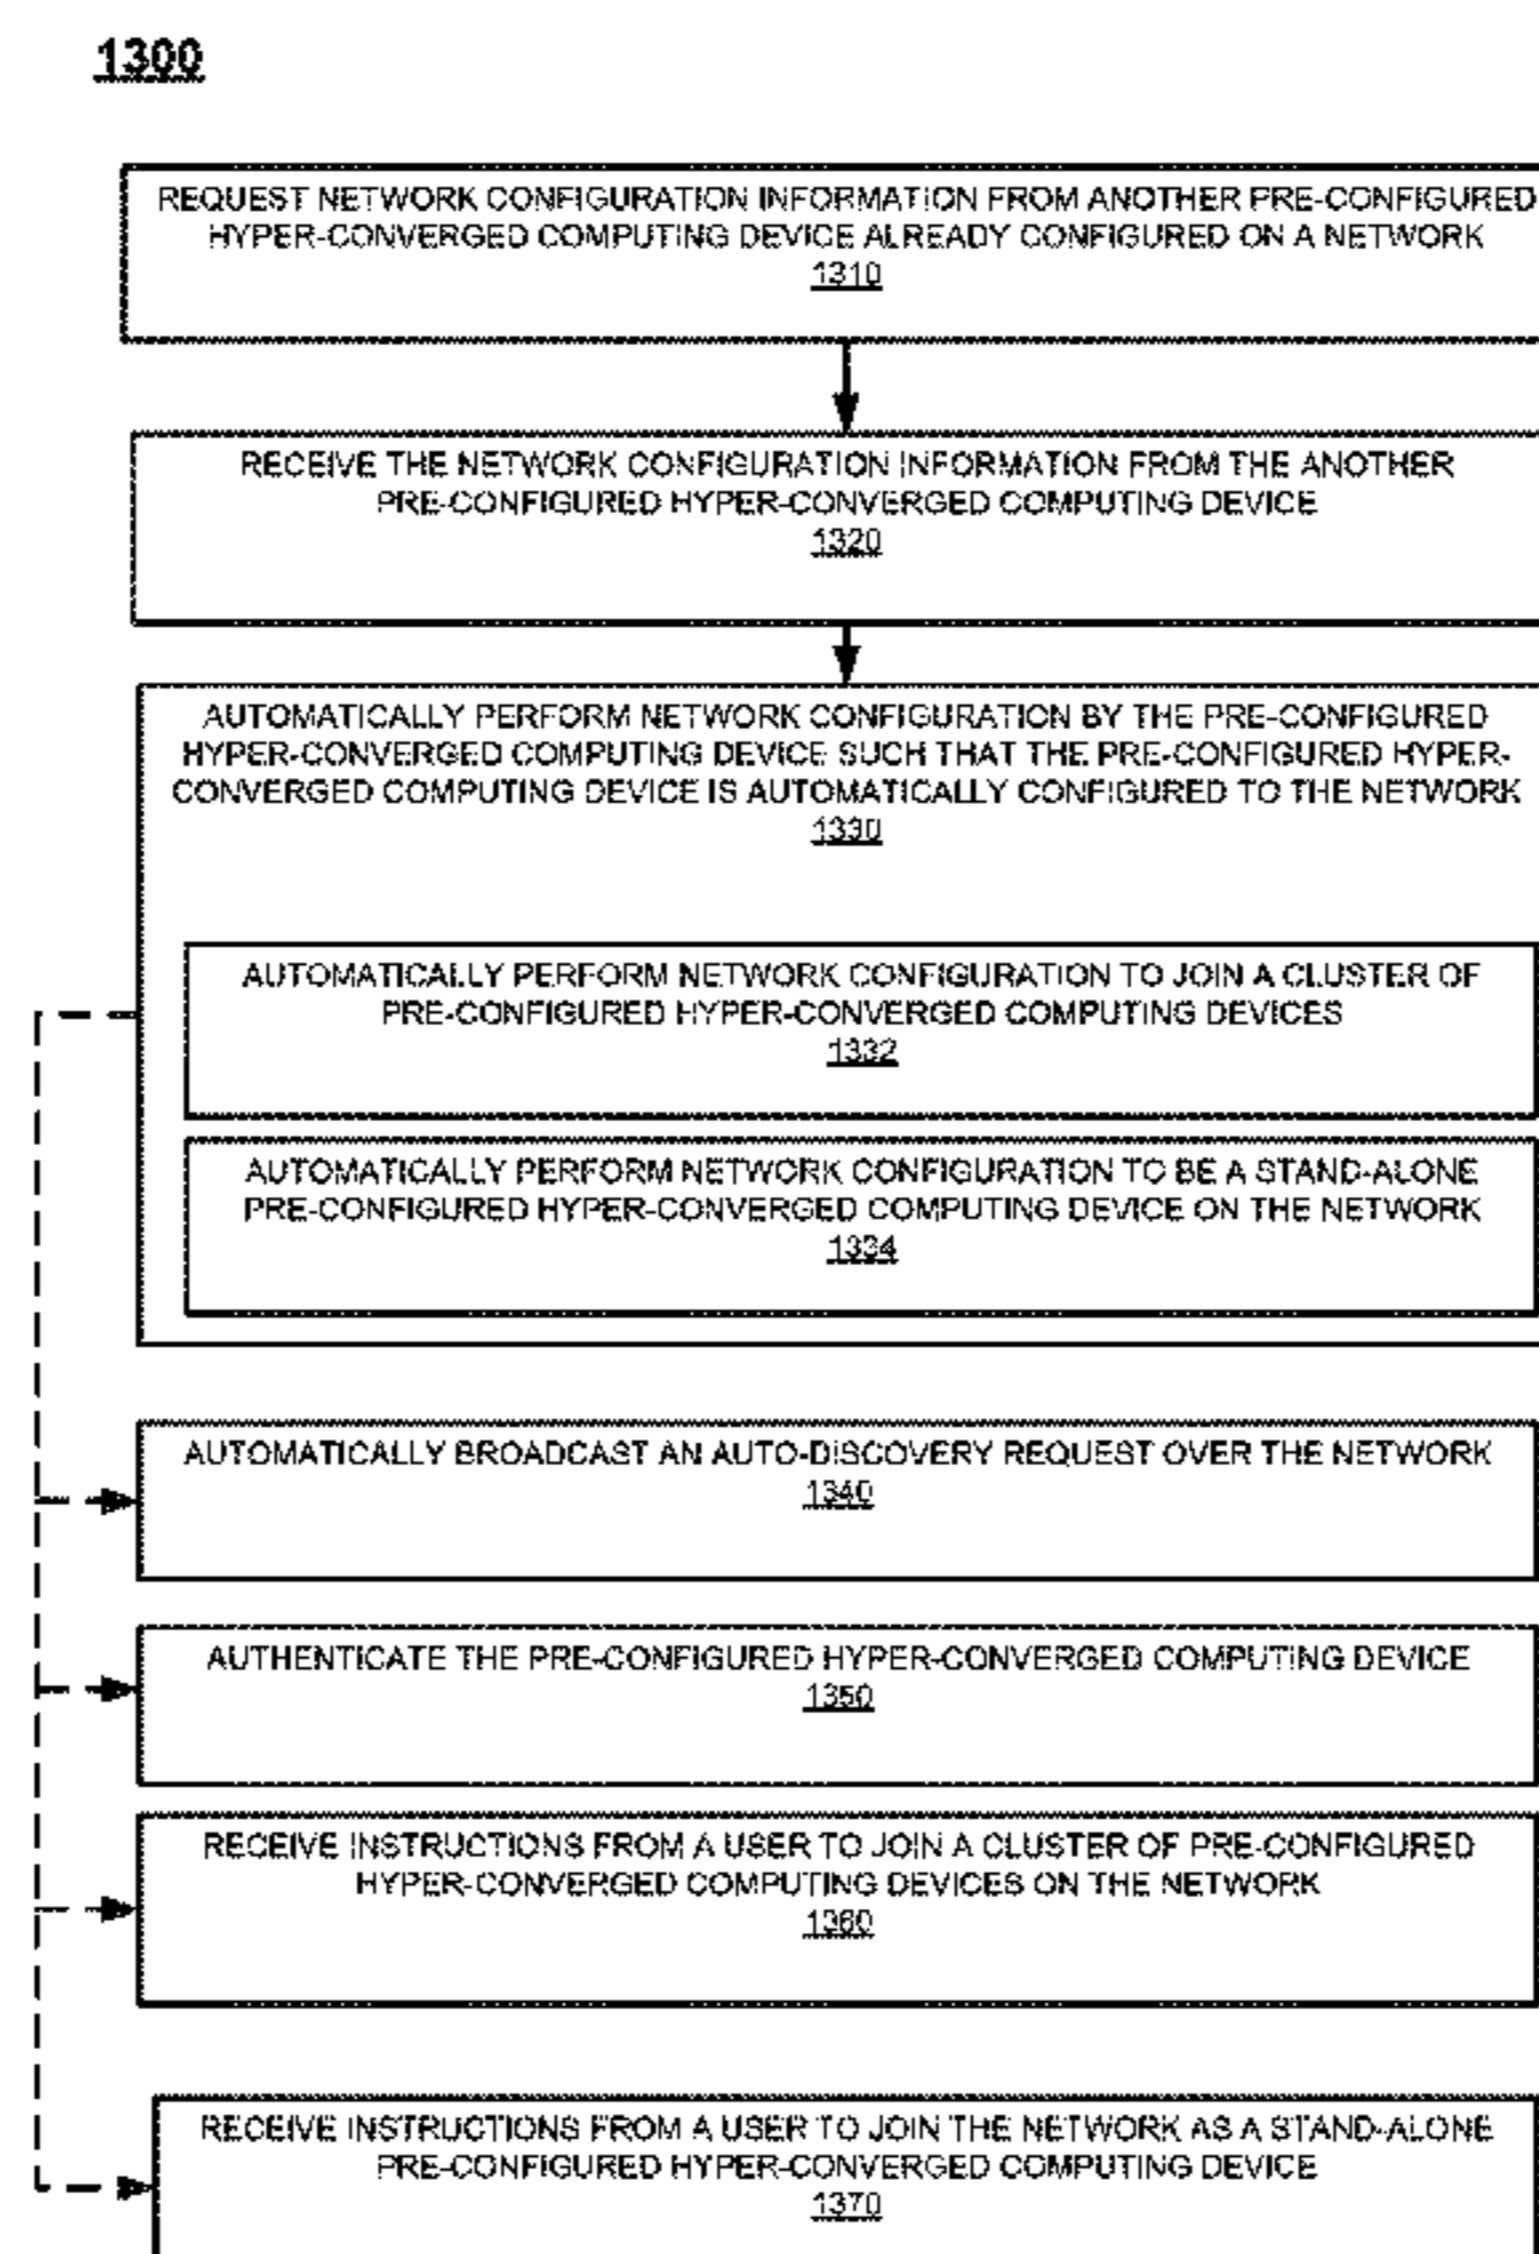 1300
REQUEST NETWORK CONFIGURATION INFORMATION FROM ANOTHER PRE-CONFIGURED
HYPER-CONVERGED COMPUTING DEVICE ALREADY CONFIGURED ON A NETWORK
1310
RECEIVE THE NETWORK CONFIGURATION INFORMATION FROM THE ANOTHER
PRE-CONFIGURED HYPER-CONVERGED COMPUTING DEVICE
1320
AUTOMATICALLY PERFORM NETWORK CONFIGURATION BY THE PRE-CONFIGURED
HYPER-CONVERGED COMPUTING DEVICE SUCH THAT THE PRE-CONFIGURED HYPER-
CONVERGED COMPUTING DEVICE IS AUTOMATICALLY CONFIGURED TO THE NETWORK
1330
AUTOMATICALLY PERFORM NETWORK CONFIGURATION TO JOIN A CLUSTER OF
PRE-CONFIGURED HYPER-CONVERGED COMPUTING DEVICES
1332
AUTOMATICALLY PERFORM NETWORK CONFIGURATION TO BE A STAND-ALONE
PRE-CONFIGURED HYPER-CONVERGED COMPUTING DEVICE ON THE NETWORK
1334
AUTOMATICALLY BROADCAST AN AUTO-DISCOVERY REQUEST OVER THE NETWORK
1340
AUTHENTICATE THE PRE-CONFIGURED HYPER-CONVERGED COMPUTING DEVICE
1350
RECEIVE INSTRUCTIONS FROM A USER TO JOIN A CLUSTER OF PRE-CONFIGURED
HYPER-CONVERGED COMPUTING DEVICES ON THE NETWORK
1360
RECEIVE INSTRUCTIONS FROM A USER TO JOIN THE NETWORK AS A STAND-ALONE
PRE-CONFIGURED HYPER-CONVERGED COMPUTING DEVICE
1370